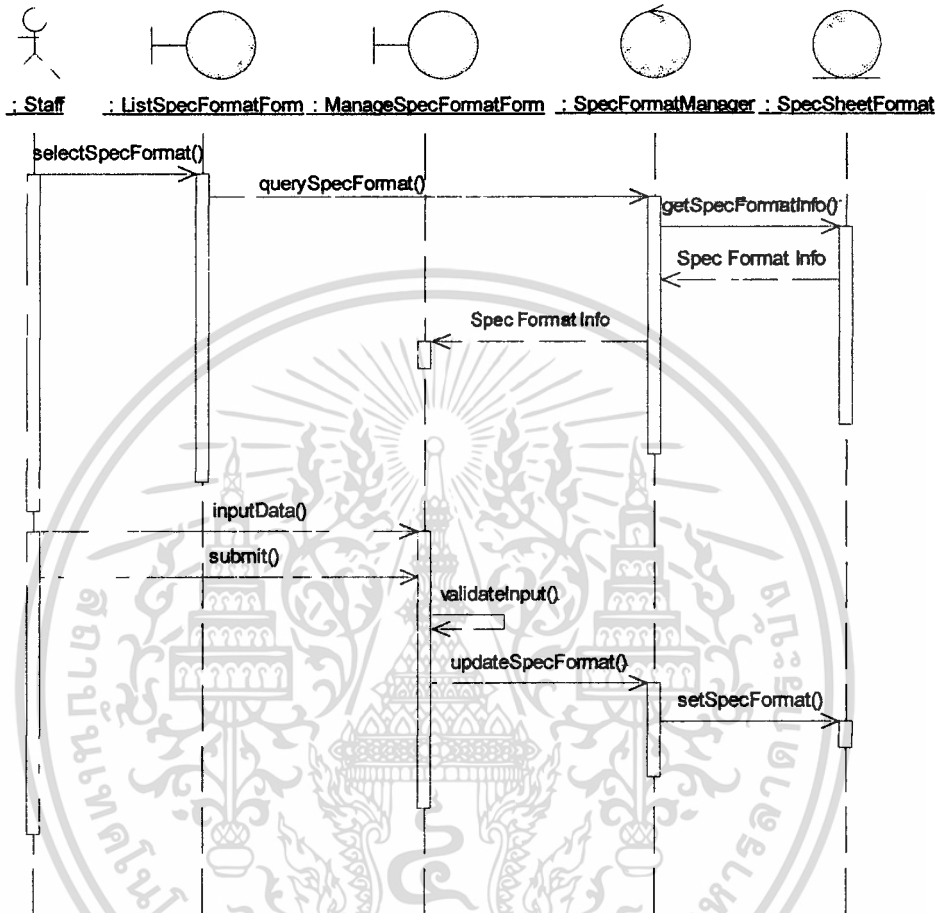 : Staff
: ListSpecFormatForm
: ManageSpecFormatForm
: SpecFormatManager
: SpecSheetFormat
selectSpecFormat()
querySpecFormat()
getSpecFormatInfo()
Spec Format Info
Spec Format Info
inputData()
submit()
validateInput()
updateSpecFormat()
setSpecFormat()